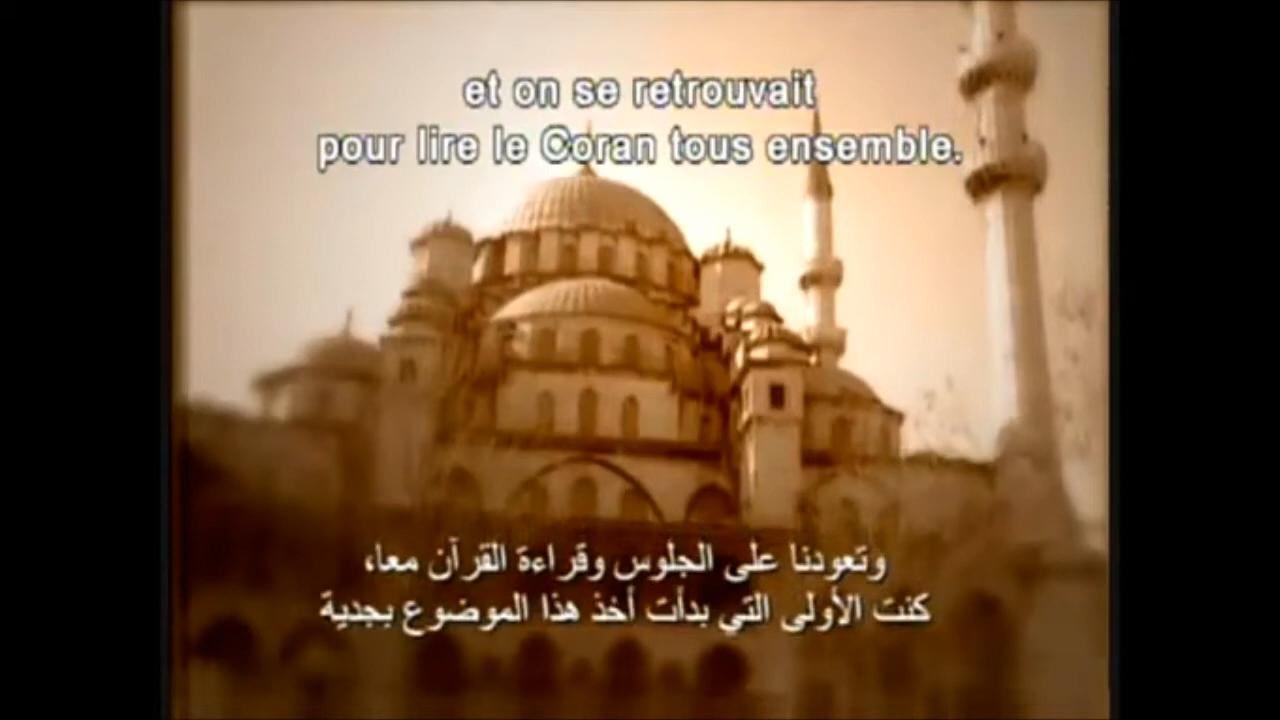 et on se retrouvait
pour lire le Coran tous ensemble.
وتعودنا على الجلوس وقراءة القرآن معا،
كنت الأولى التي بدأت أخذ هذا الموضوع بجدية